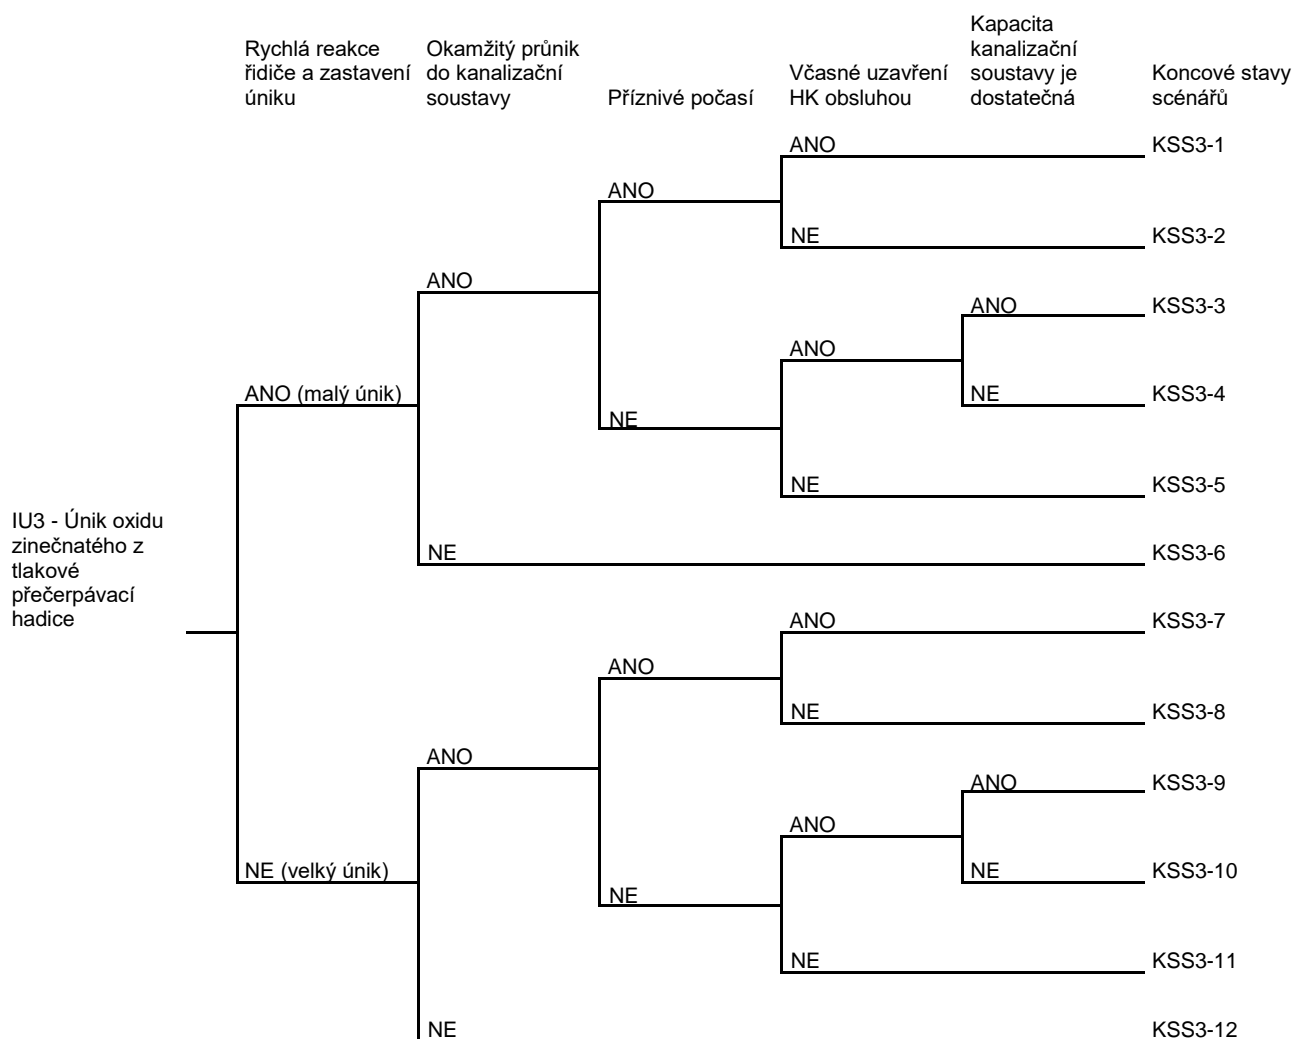 Rychlá reakce
řidiče a zastavení
úniku
Okamžitý průnik
do kanalizační
soustavy
Příznivé počasí
Včasné uzavření
HK obsluhou
Kapacita
kanalizační
soustavy je
dostatečná
Koncové stavy
scénářů
ANO
KSS3-1
ANO
NE
KSS3-2
ANO
ANO
KSS3-3
ANO
ANO (malý únik)
NE
KSS3-4
NE
NE
KSS3-5
IU3 - Únik oxidu
zinečnatého z
tlakové
přečerpávací
hadice
NE
KSS3-6
ANO
KSS3-7
ANO
NE
KSS3-8
ANO
ANO
KSS3-9
ANO
NE (velký únik)
NE
KSS3-10
NE
NE
KSS3-11
NE
KSS3-12